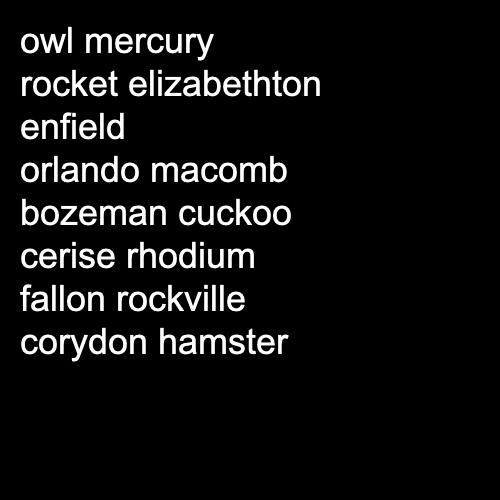 owl mercury
rocket elizabethton
enfield
orlando macomb
bozeman cuckoo
cerise rhodium
fallon rockville
corydon hamster